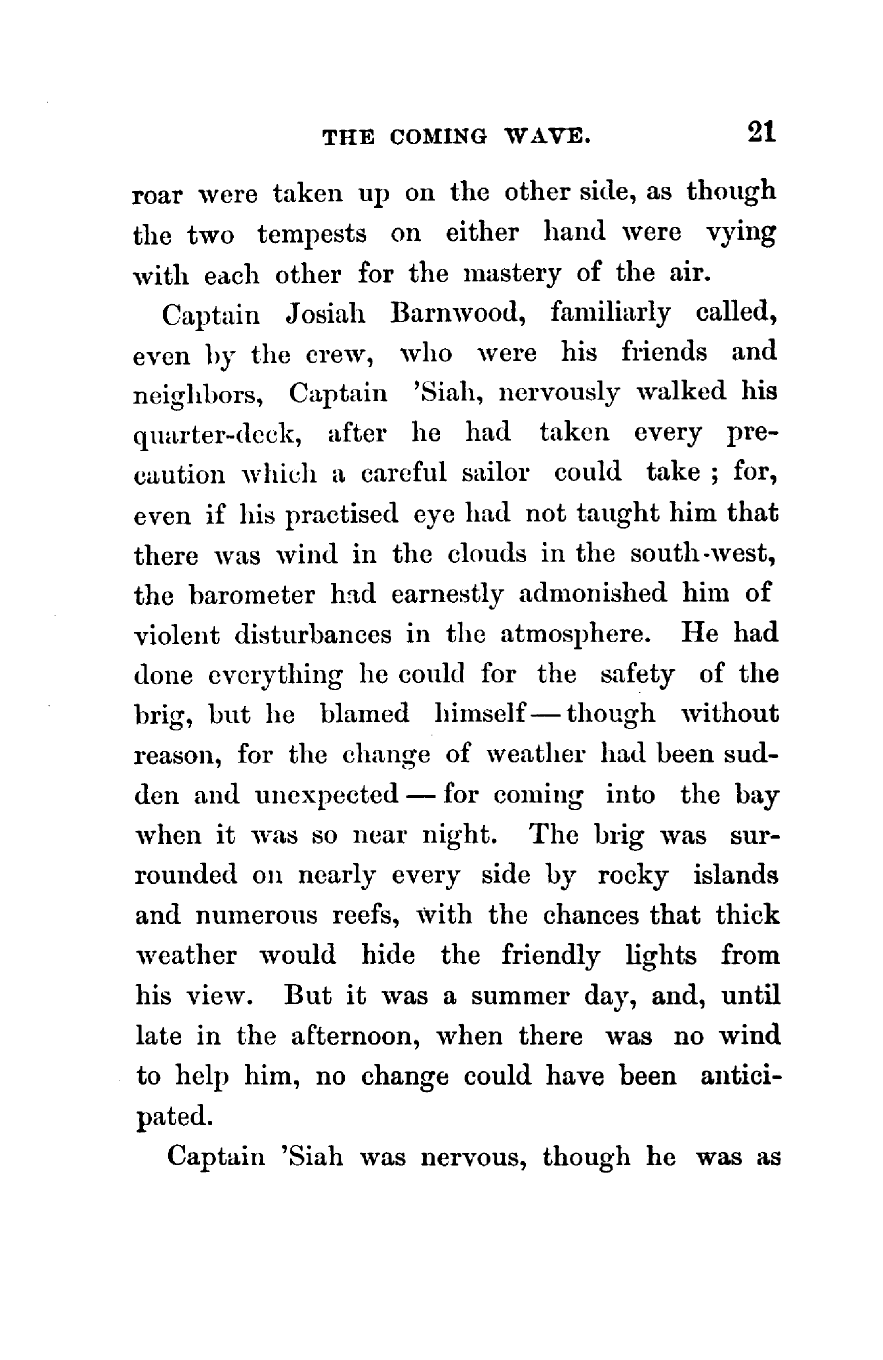 THE COMING WAVE. 21
roar were taken up on the other side, as though
the two tempests on either hand were vying
with each other for the mastery of the air.
Captain Josiah Barnwood, familiarly called,
even by the crew, who were his friends and
neighbors, Captain 'Siah, nervously walked his
quarter-deck, after he had taken every pre-
caution which a careful sailor could take ; for,
even if his practised eye had not taught him that
there was wind in the clouds in the south-west,
the barometer had earnestly admonished him of
violent disturbances in the atmosphere. He had
done everything he could for the safety of the
brig, but he blamed himself — though without
reason, for the change of weather had been sud-
den and unexpected — for coming into the bay
when it was so near night. The brig was sur-
rounded on nearly every side by rocky islands
and numerous reefs, with the chances that thick
weather would hide the friendly lights from
his view. But it was a summer day, and, until
late in the afternoon, when there was no wind
to help him, no change could have been antici-
pated.
Captain 'Siah was nervous, though he was as